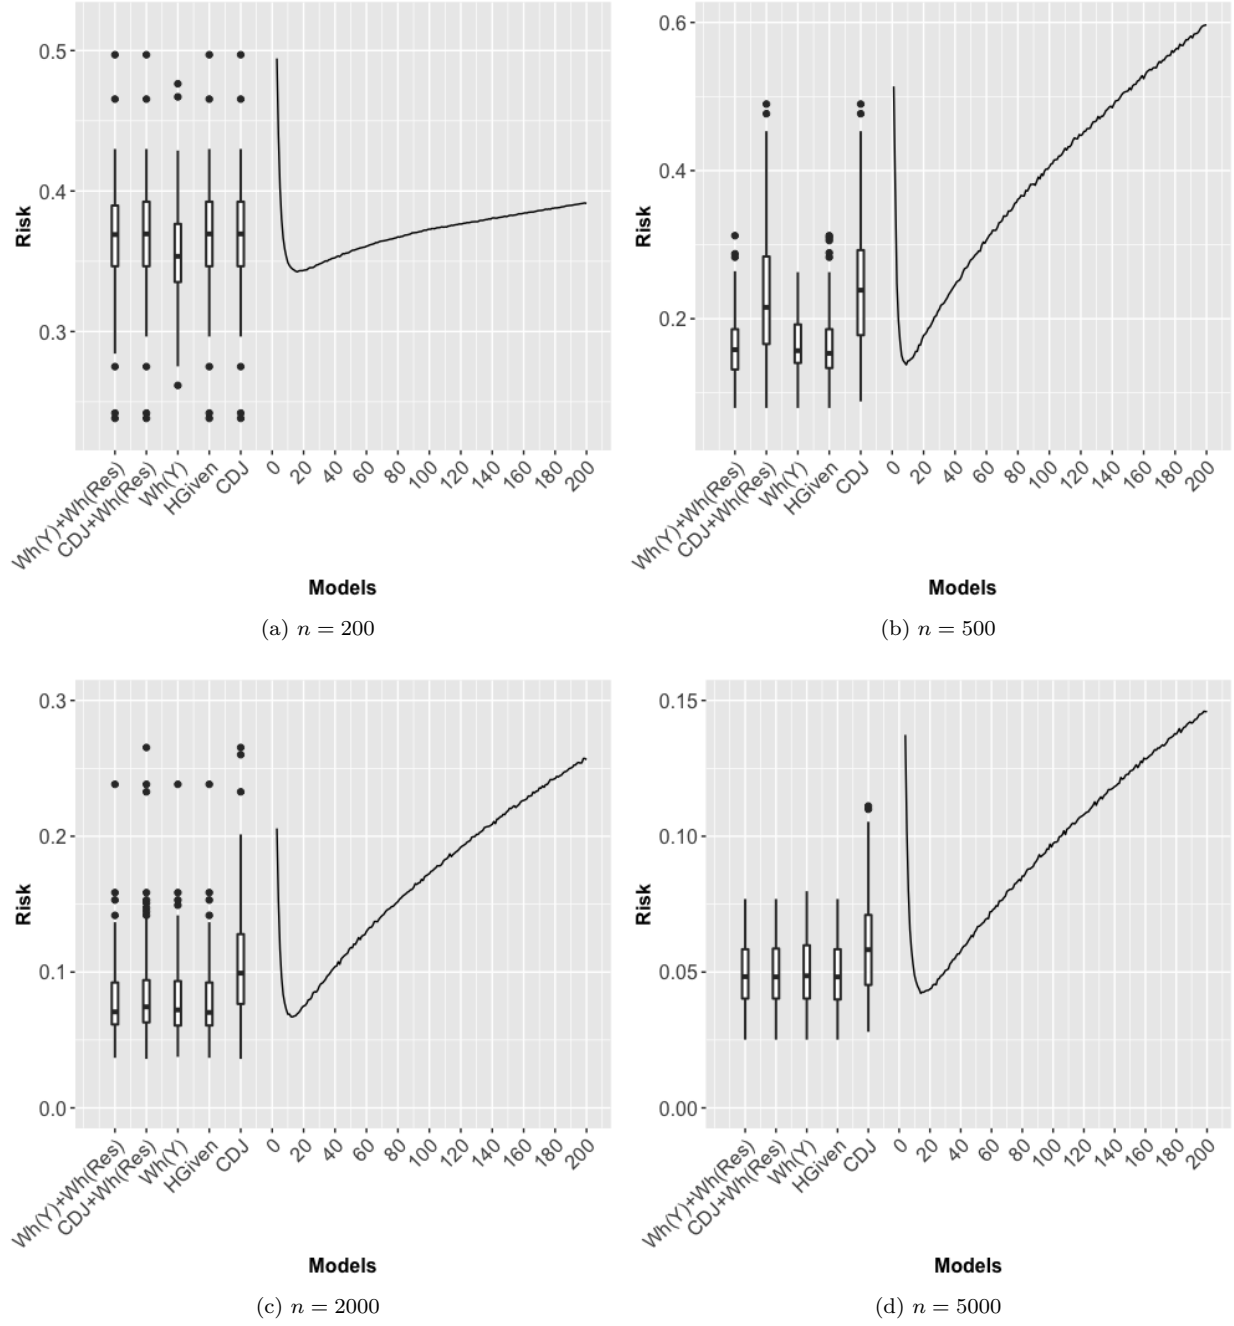 0.5
0.4
0.3
Risk
Wh(Y)+Wh(Res)
CDJ+Wh(Res)
Wh(Y)
HGiven
CDJ
0
20
40
60
80
100
120
140
160
180
200
Models
(a) n = 200
0.6
0.4
0.2
Risk
Wh(Y)+Wh(Res)
CDJ+Wh(Res)
Wh(Y)
HGiven
CDJ
0
20
40
60
80
100
120
140
160
180
200
Models
(b) n = 500
0.3
0.2
0.1
0.0
Risk
Wh(Y)+Wh(Res)
CDJ+Wh(Res)
Wh(Y)
HGiven
CDJ
0
20
40
60
80
100
120
140
160
180
200
Models
(c) n = 2000
0.15
0.10
0.05
0.00
Risk
Wh(Y)+Wh(Res)
CDJ+Wh(Res)
Wh(Y)
HGiven
CDJ
0
20
40
60
80
100
120
140
160
180
200
Models
(d) n = 5000